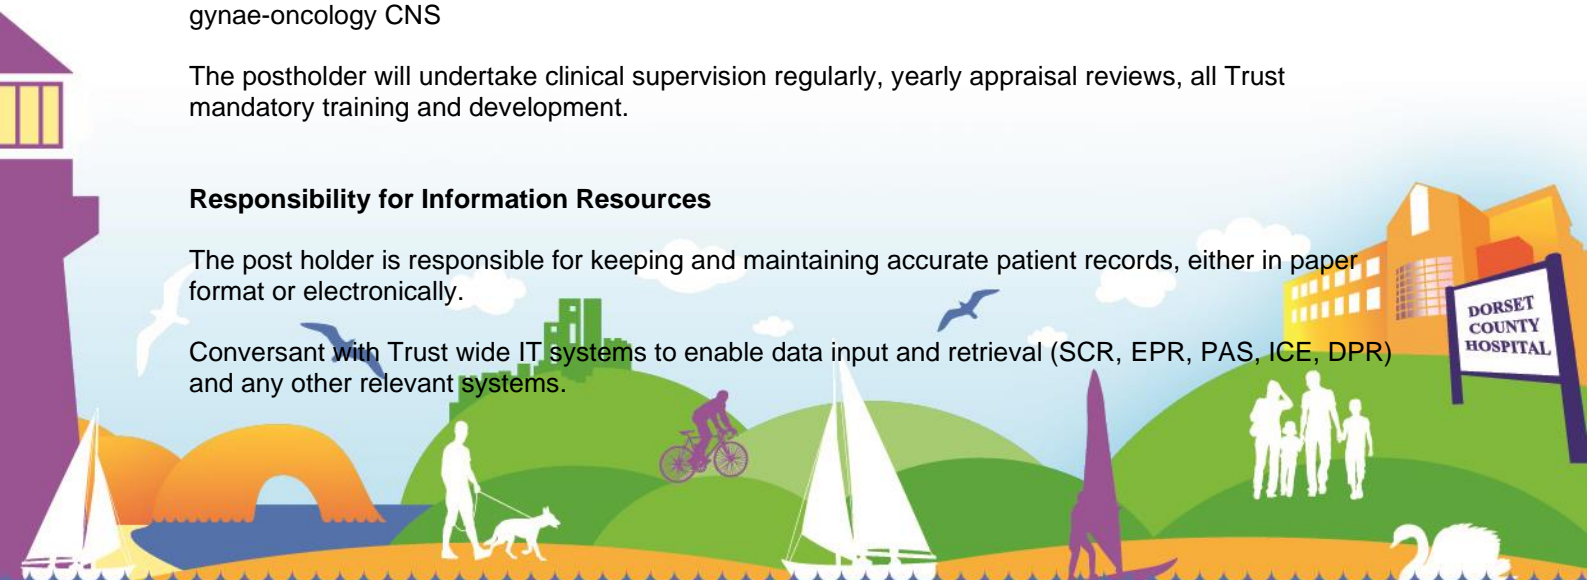 gynae-oncology CNS
The postholder will undertake clinical supervision regularly, yearly appraisal reviews, all Trust
mandatory training and development.
Responsibility for Information Resources
The post holder is responsible for keeping and maintaining accurate patient records, either in paper
format or electronically.
Conversant with Trust wide IT systems to enable data input and retrieval (SCR, EPR, PAS, ICE, DPR)
and any other relevant systems.
DORSET
COUNTY
HOSPITAL